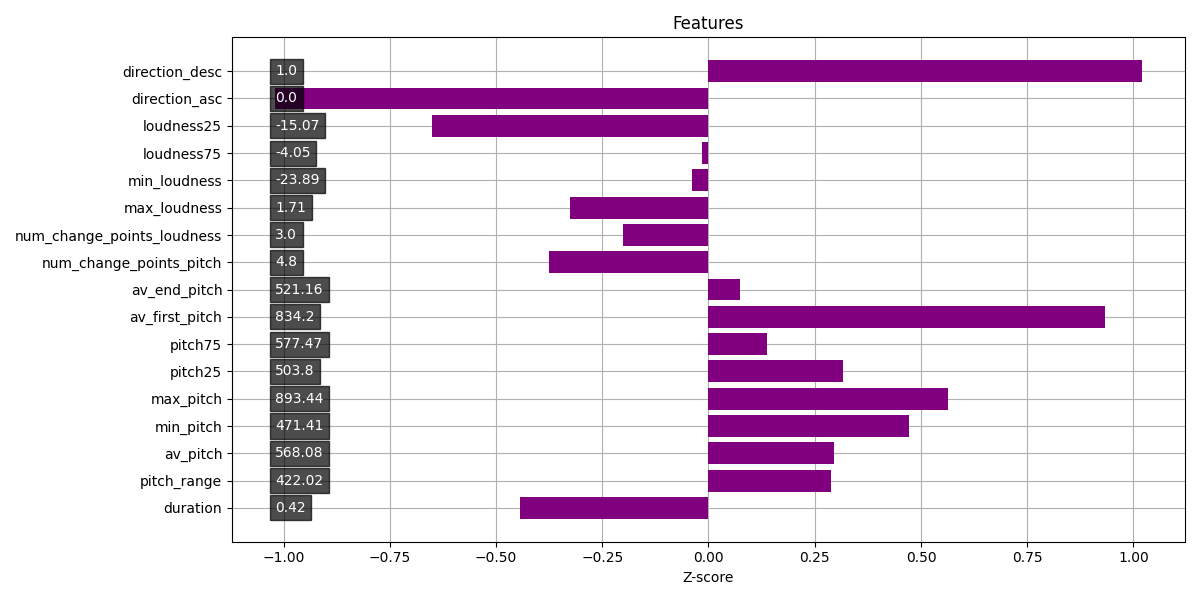 Features
direction_desc 1.0
direction_asc 0.0
loudness25 -15.07
loudness75 -4.05
min_loudness -23.89
max_loudness 1.71
num_change_points_loudness 3.0
num_change_points_pitch 4.8
av_end_pitch 521.16
av_first_pitch 834.2
pitch75 577.47
pitch25 503.8
max_pitch 893.44
min_pitch 471.41
av_pitch 568.08
pitch_range 422.02
duration 0.42
−1.00 −0.75 −0.50 −0.25 0.00 0.25 0.50 0.75 1.00
Z-score